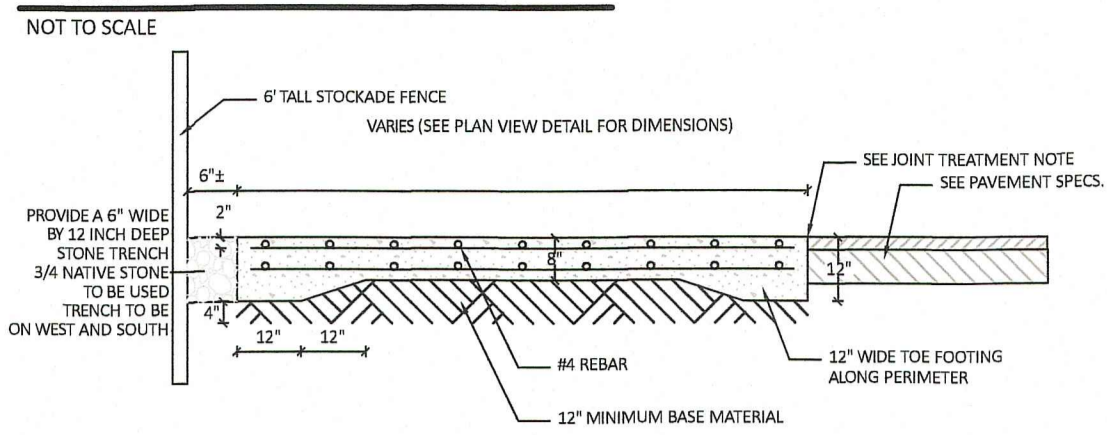 NOT TO SCALE
6' TALL STOCKADE FENCE
VARIES (SEE PLAN VIEW DETAIL FOR DIMENSIONS)
SEE JOINT TREATMENT NOTE
SEE PAVEMENT SPECS.
6"±
2"
PROVIDE A 6" WIDE
BY 12 INCH DEEP
STONE TRENCH
3/4 NATIVE STONE
TO BE USED
TRENCH TO BE
ON WEST AND SOUTH
8"
12"
4"
12"
12"
#4 REBAR
12" WIDE TOE FOOTING
ALONG PERIMETER
12" MINIMUM BASE MATERIAL